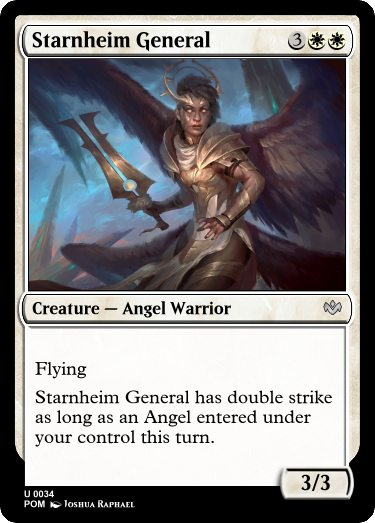 Starnheim General 3
Creature — Angel Warrior
Flying
Starnheim General has double strike
as long as an Angel entered under
your control this turn.
3/3
U 0034
POM Joshua Raphael